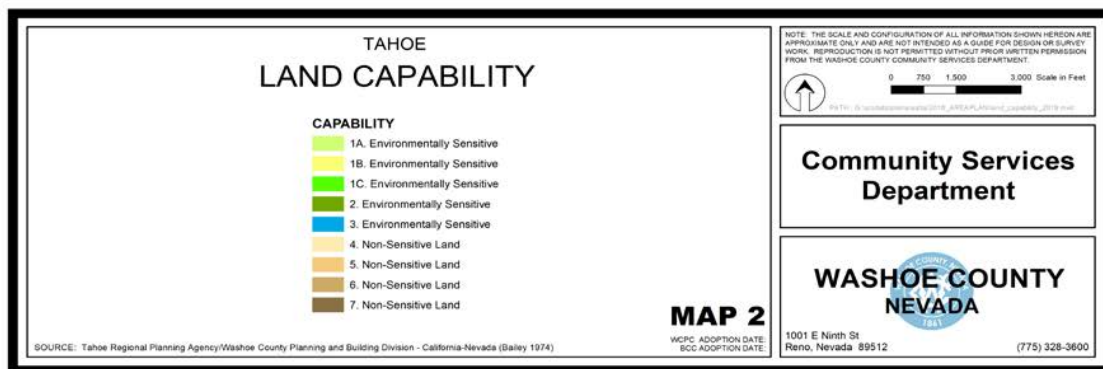 TAHOE
LAND CAPABILITY
CAPABILITY
1A. Environmentally Sensitive
1B. Environmentally Sensitive
1C. Environmentally Sensitive
2. Environmentally Sensitive
3. Environmentally Sensitive
4. Non-Sensitive Land
5. Non-Sensitive Land
6. Non-Sensitive Land
7. Non-Sensitive Land
MAP 2
WCPC ADOPTION DATE:
BCC ADOPTION DATE:
SOURCE: Tahoe Regional Planning Agency/Washoe County Planning and Building Division - California-Nevada (Bailey 1974)
NOTE: THE SCALE AND CONFIGURATION OF ALL INFORMATION SHOWN HEREON ARE
APPROXIMATE ONLY AND ARE NOT INTENDED AS A GUIDE FOR DESIGN OR SURVEY
WORK. REPRODUCTION IS NOT PERMITTED WITHOUT PRIOR WRITTEN PERMISSION
FROM THE WASHOE COUNTY COMMUNITY SERVICES DEPARTMENT.
0 750 1,500 3,000 Scale in Feet
PATH:
Community Services
Department
WASHOE COUNTY
NEVADA
1861
1001 E Ninth St
Reno, Nevada 89512
(775) 328-3600